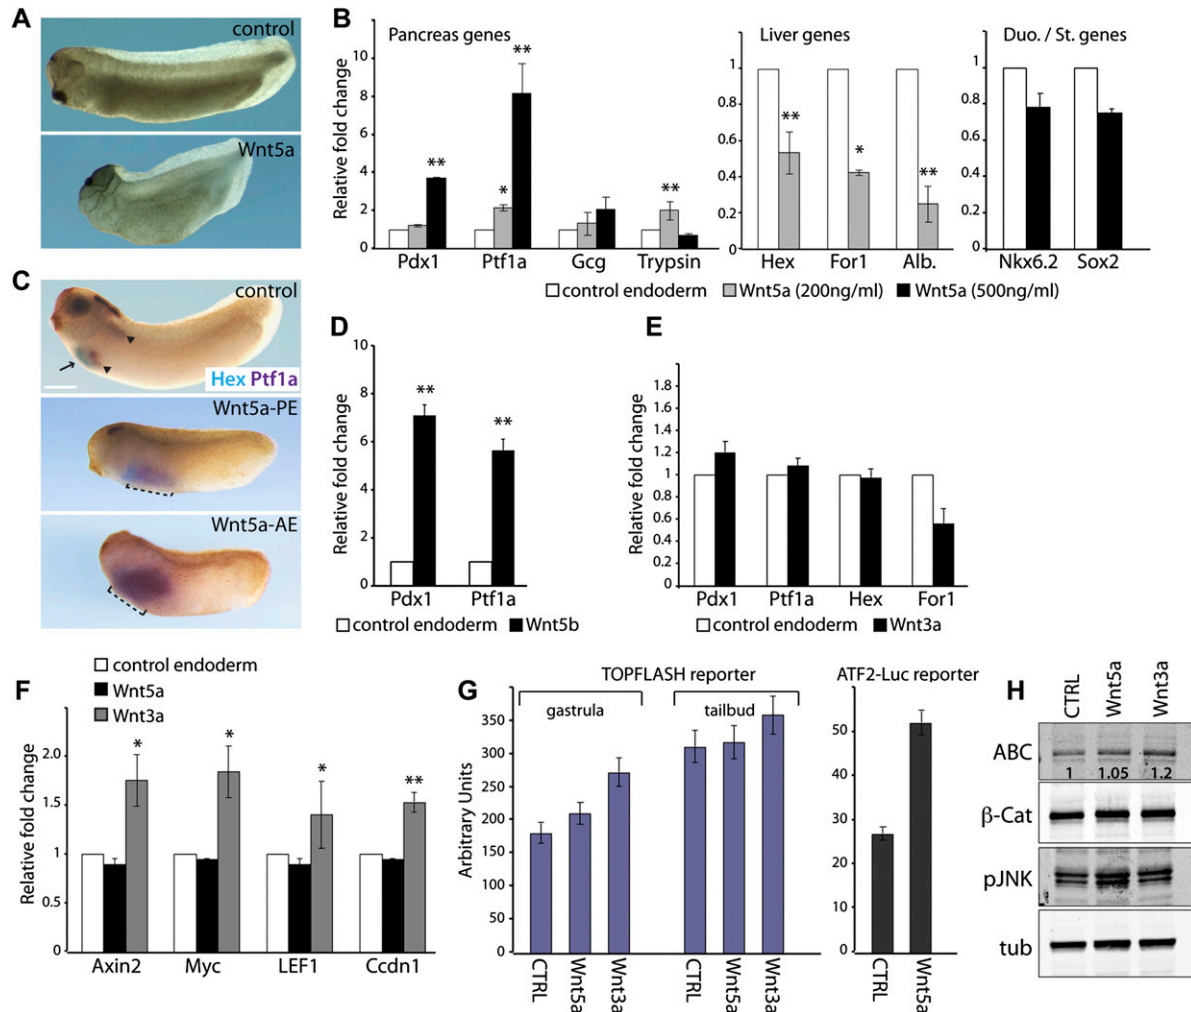 A
control
Wnt5a
B
Pancreas genes
Liver genes
Duo. / St. genes
Relative fold change
10
8
6
4
2
0
**
*
**
**
1
0.8
0.6
0.4
0.2
0
**
*
**
1
0.8
0.6
0.4
0.2
0
Pdx1 Ptf1a Gcg Trypsin
Hex For1 Alb.
Nkx6.2 Sox2
control endoderm Wnt5a (200ng/ml) Wnt5a (500ng/ml)
C
control
Hex Ptf1a
Wnt5a-PE
Wnt5a-AE
D
Relative fold change
10
8
6
4
2
0
**
**
Pdx1 Ptf1a
control endoderm Wnt5b
E
Relative fold change
1.8
1.6
1.4
1.2
1
0.8
0.6
0.4
0.2
0
Pdx1 Ptf1a Hex For1
control endoderm Wnt3a
F
control endoderm
Wnt5a
Wnt3a
Relative fold change
2.0
1.5
1
0.5
0
*
*
*
**
Axin2 Myc LEF1 Ccdn1
G
TOPFLASH reporter
gastrula
tailbud
Arbitrary Units
350
300
250
200
150
100
50
0
CTRL
Wnt5a
Wnt3a
CTRL
Wnt5a
Wnt3a
ATF2-Luc reporter
50
40
30
20
10
0
CTRL
Wnt5a
H
CTRL
Wnt5a
Wnt3a
ABC
1 1.05 1.2
β-Cat
pJNK
tub